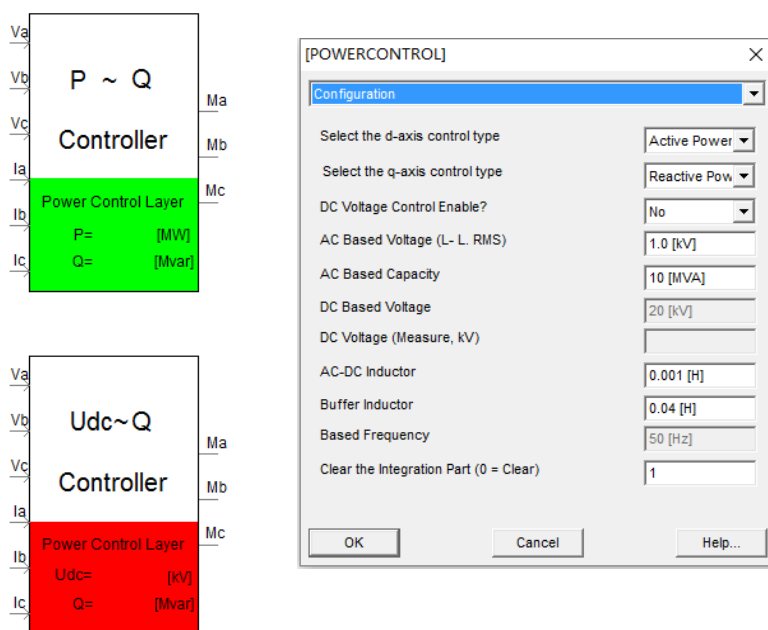 Va
Vb
Vc
Ia
Ib
Ic
P ~ Q
Controller
Power Control Layer
P= [MW]
Q= [Mvar]
Ma
Mb
Mc
Va
Vb
Vc
Ia
Ib
Ic
Udc~Q
Controller
Power Control Layer
Udc= [kV]
Q= [Mvar]
Ma
Mb
Mc
[POWERCONTROL]
Configuration
Select the d-axis control type Active Power
Select the q-axis control type Reactive Pow
DC Voltage Control Enable? No
AC Based Voltage (L- L. RMS) 1.0 [kV]
AC Based Capacity 10 [MVA]
DC Based Voltage 20 [kV]
DC Voltage (Measure, kV)
AC-DC Inductor 0.001 [H]
Buffer Inductor 0.04 [H]
Based Frequency 50 [Hz]
Clear the Integration Part (0 = Clear) 1
OK Cancel Help...